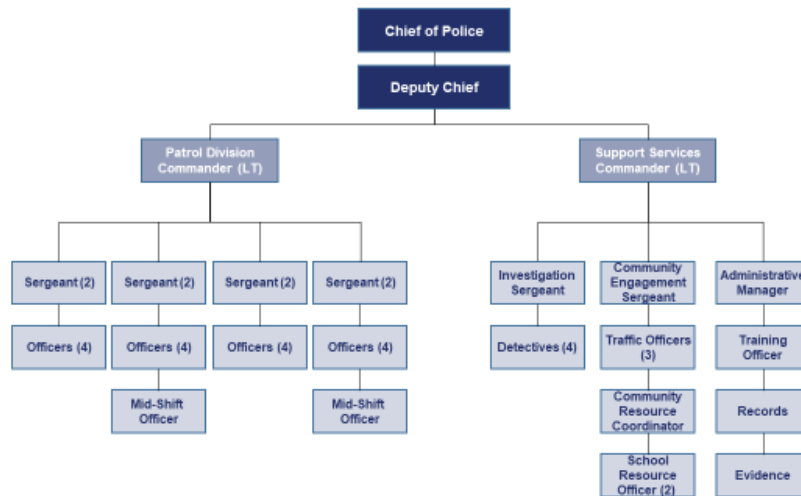 Chief of Police
Deputy Chief
Patrol Division
Commander (LT)
Support Services
Commander (LT)
Sergeant (2)
Sergeant (2)
Sergeant (2)
Sergeant (2)
Investigation
Sergeant
Community
Engagement
Sergeant
Administrative
Manager
Officers (4)
Officers (4)
Officers (4)
Officers (4)
Detectives (4)
Traffic Officers
(3)
Training
Officer
Mid-Shift
Officer
Mid-Shift
Officer
Community
Resource
Coordinator
Records
School
Resource
Officer (2)
Evidence